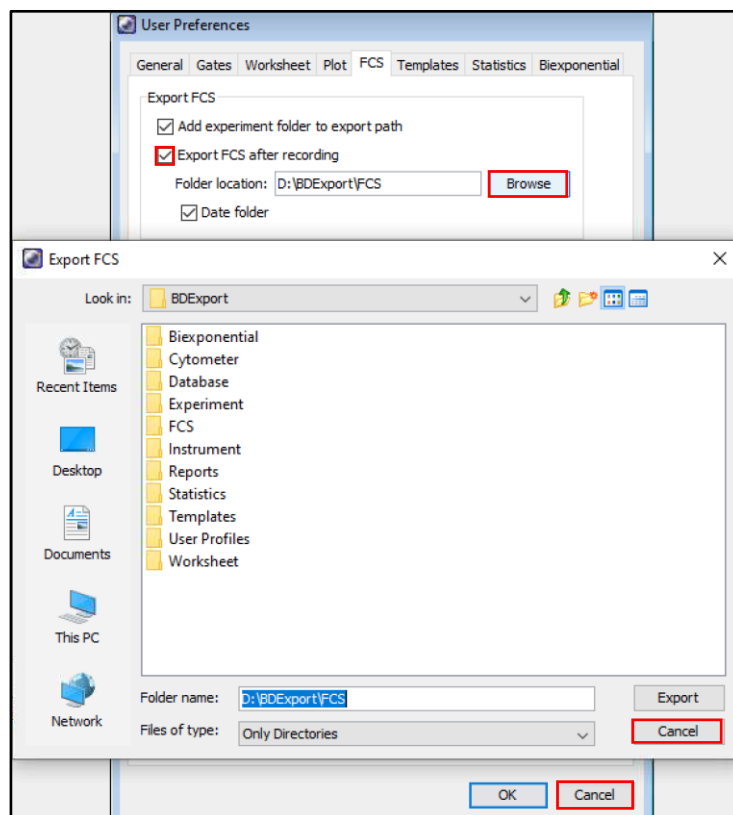 User Preferences
General Gates Worksheet Plot FCS Templates Statistics Biexponential
Export FCS
Add experiment folder to export path
Export FCS after recording
Folder location: D:\BDExport\FCS Browse
Date folder
Export FCS
Look in: BDExport
Recent Items
Desktop
Documents
This PC
Network
Biexponential
Cytometer
Database
Experiment
FCS
Instrument
Reports
Statistics
Templates
User Profiles
Worksheet
Folder name: D:\BDExport\FCS Export
Files of type: Only Directories Cancel
OK Cancel